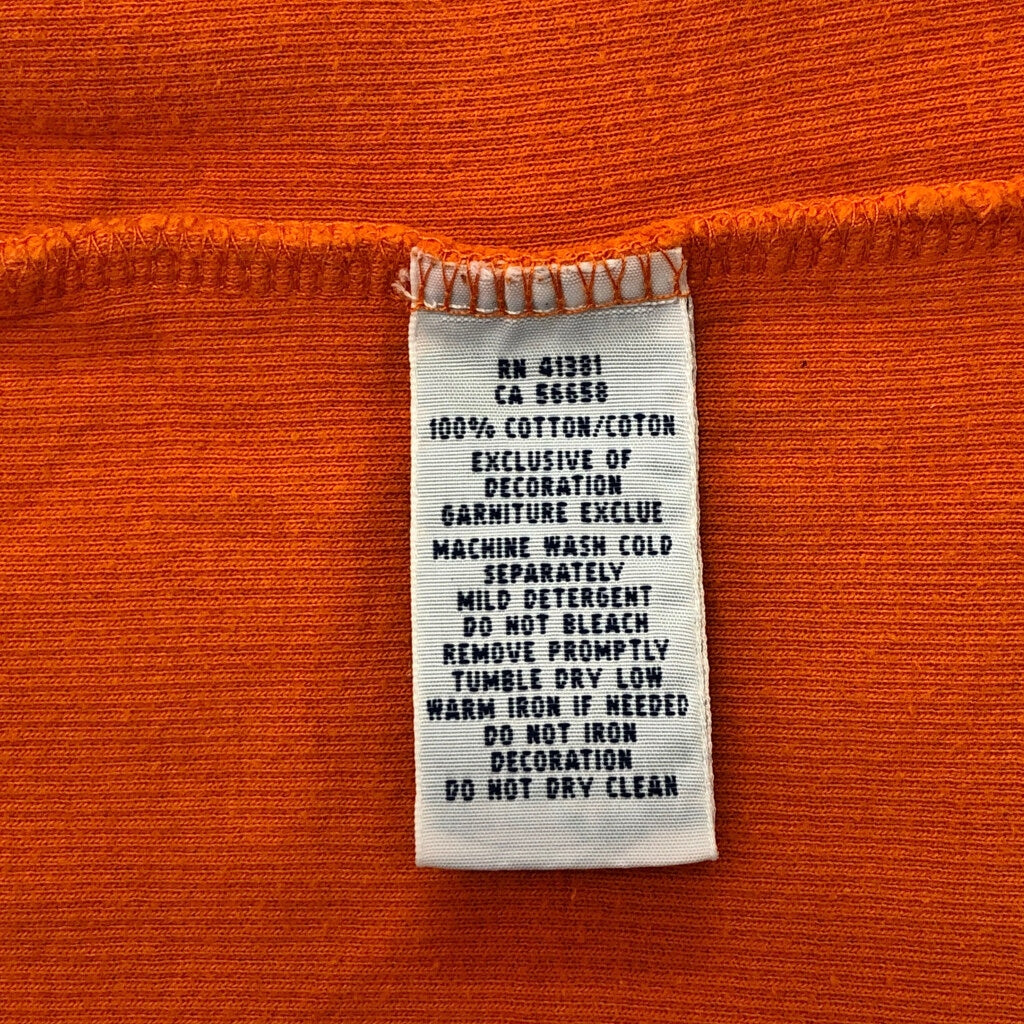 RN 41381
CA 56658
100% COTTON/COTON
EXCLUSIVE OF
DECORATION
GARNITURE EXCLUE
MACHINE WASH COLD
SEPARATELY
MILD DETERGENT
DO NOT BLEACH
REMOVE PROMPTLY
TUMBLE DRY LOW
WARM IRON IF NEEDED
DO NOT IRON
DECORATION
DO NOT DRY CLEAN